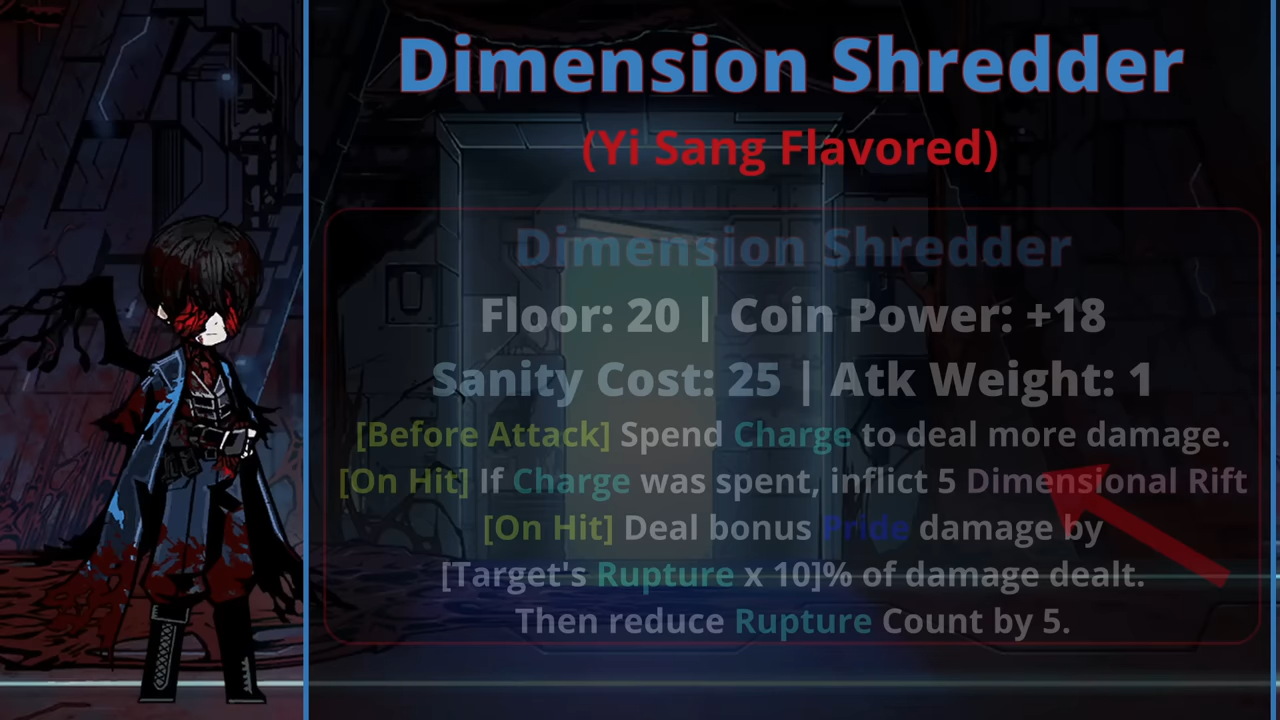 Dimension Shredder
(Yi Sang Flavored)
Dimension Shredder
Floor: 20 | Coin Power: +18
Sanity Cost: 25 | Atk Weight: 1
[Before Attack] Spend Charge to deal more damage.
[On Hit] If Charge was spent, inflict 5 Dimensional Rift
[On Hit] Deal bonus Pride damage by
[Target's Rupture x 10]% of damage dealt.
Then reduce Rupture Count by 5.